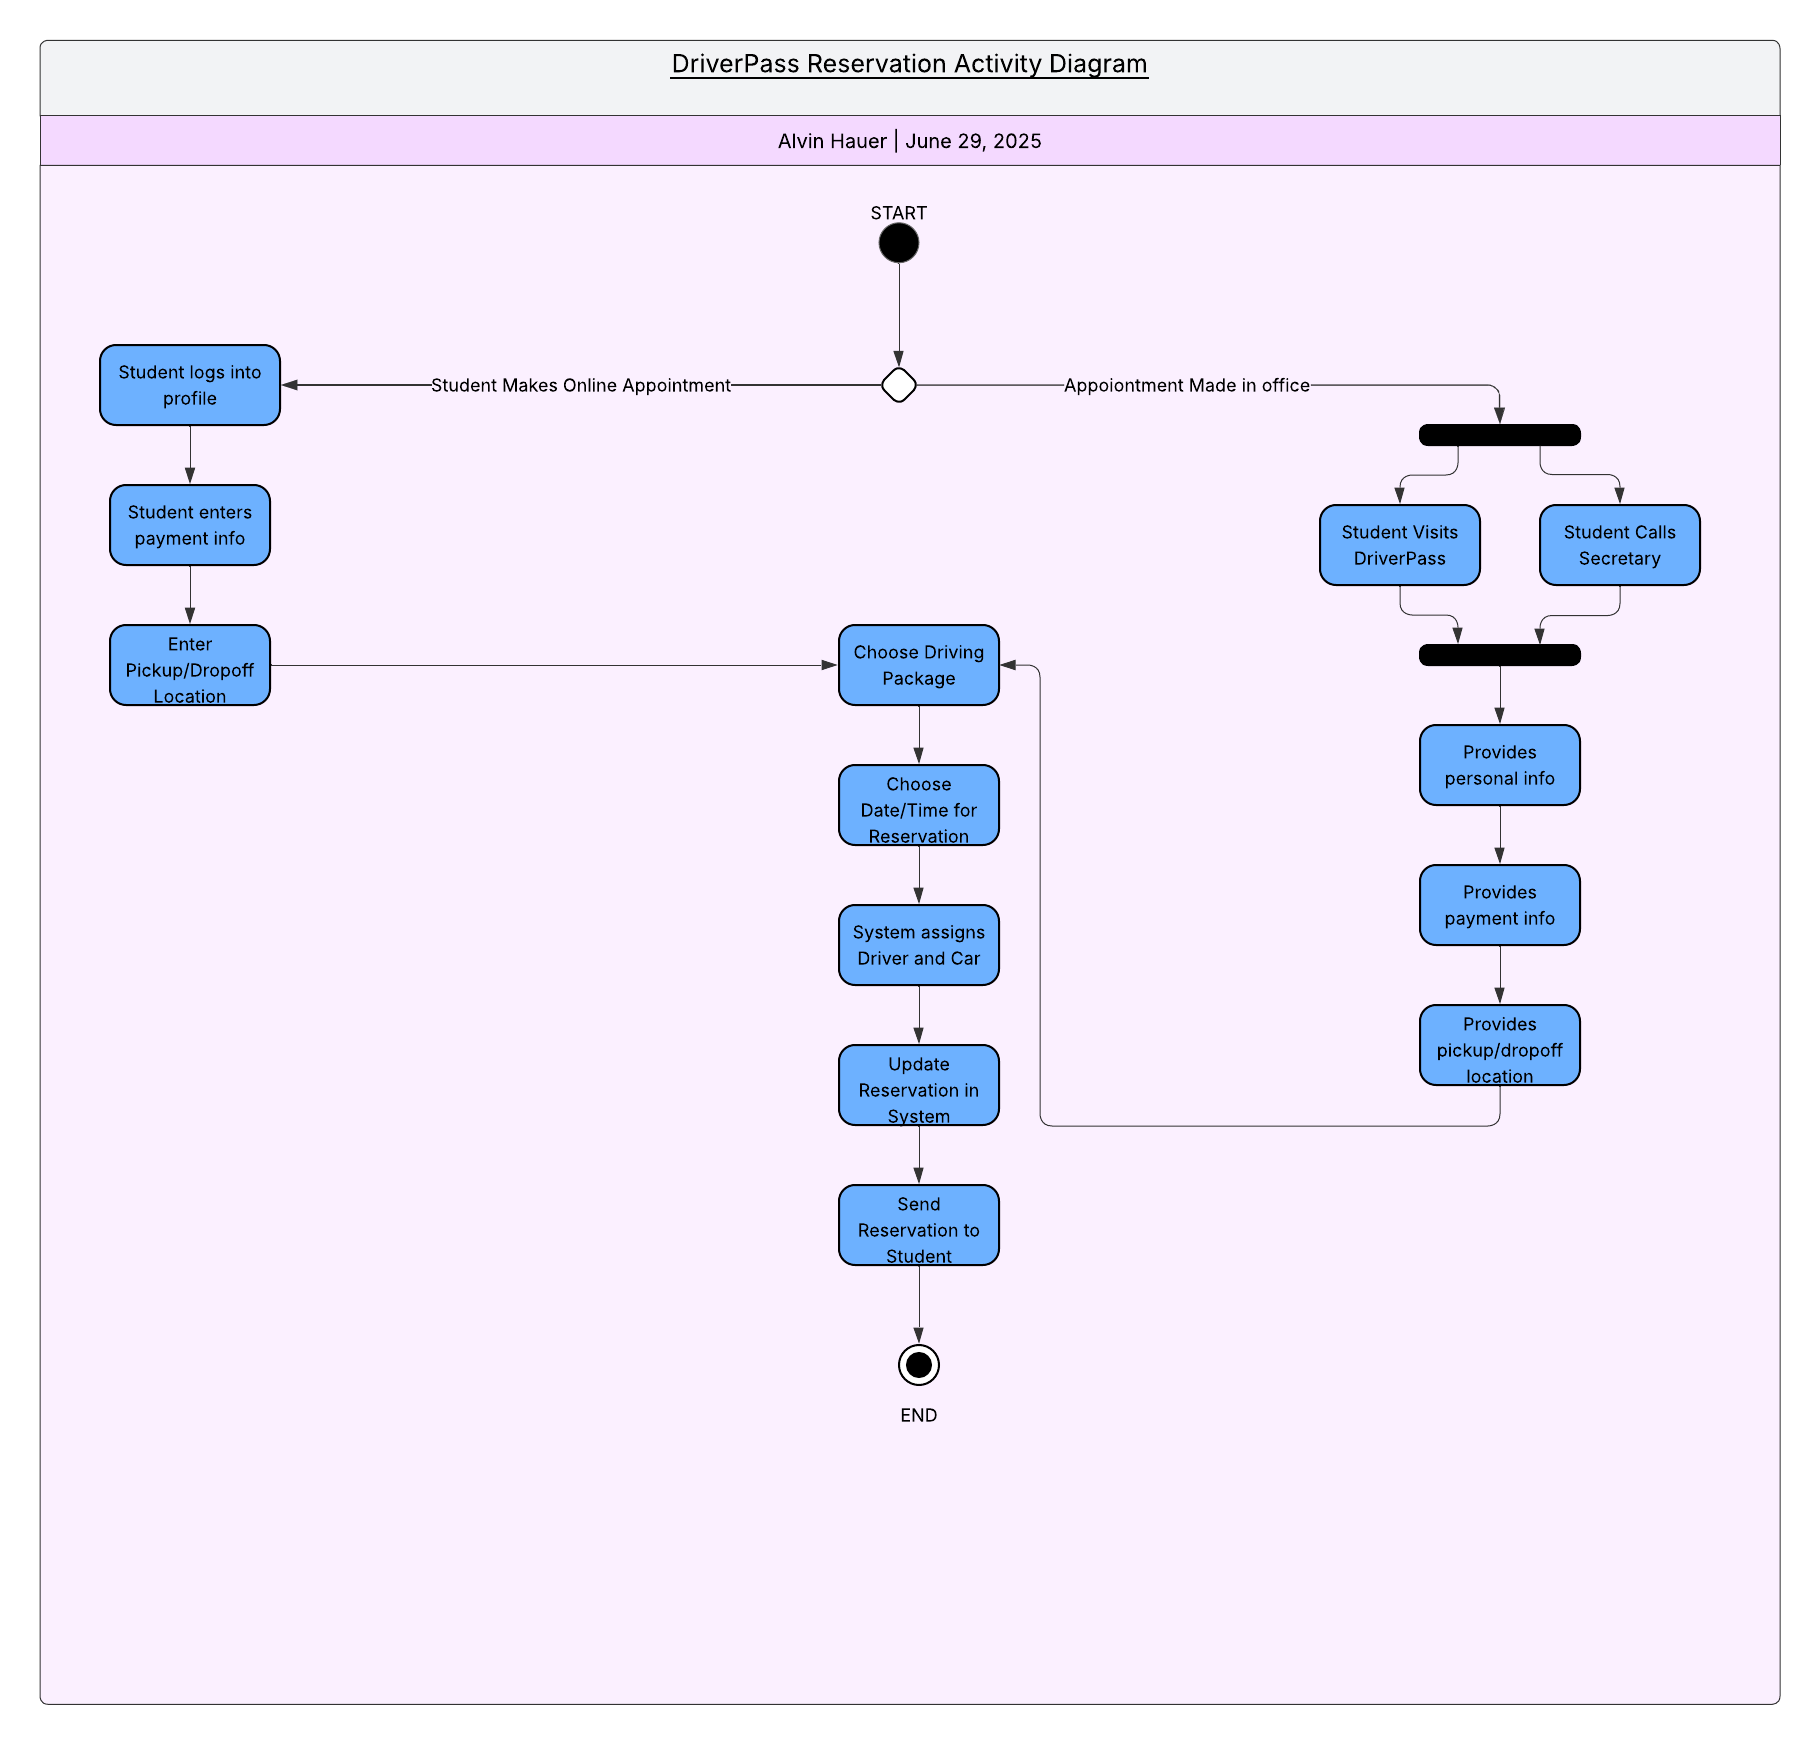 DriverPass Reservation Activity Diagram
Alvin Hauer | June 29, 2025
START
Student Makes Online Appointment
Appoiontment Made in office
Student logs into
profile
Student enters
payment info
Enter
Pickup/Dropoff
Location
Student Visits
DriverPass
Student Calls
Secretary
Provides
personal info
Provides
payment info
Provides
pickup/dropoff
location
Choose Driving
Package
Choose
Date/Time for
Reservation
System assigns
Driver and Car
Update
Reservation in
System
Send
Reservation to
Student
END